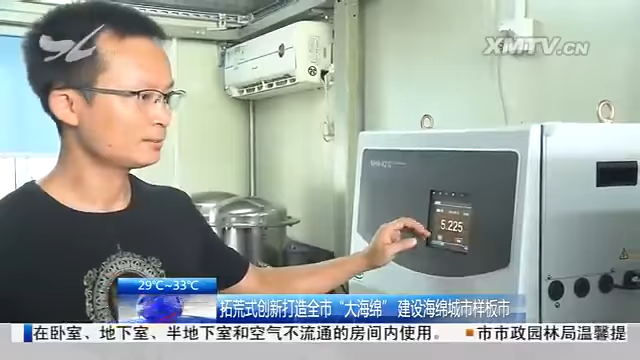 XMTV.CN
5.225
29℃~33℃
拓荒式创新打造全市“大海绵” 建设海绵城市样板市
在卧室、地下室、半地下室和空气不流通的房间内使用。 ■市市政园林局温馨提